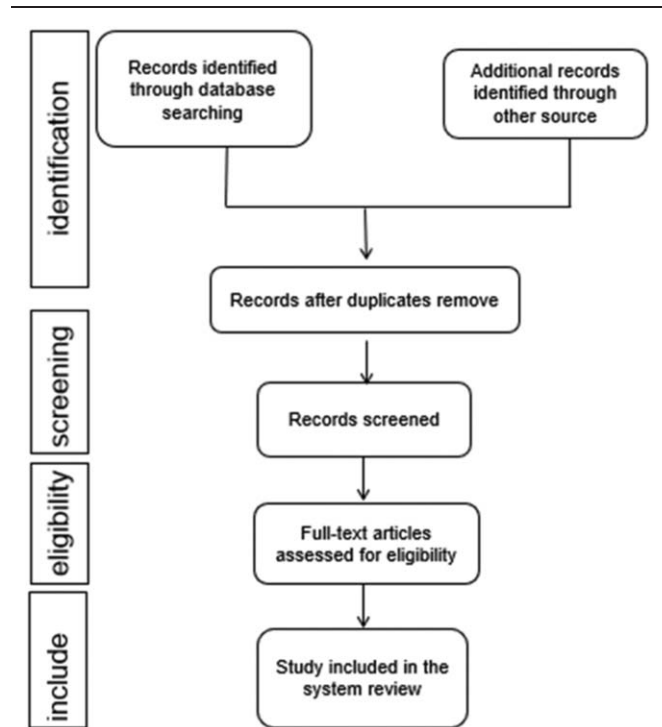 identification
Records identified
through database
searching
Additional records
identified through
other source
Records after duplicates remove
screening
Records screened
eligibility
Full-text articles
assessed for eligibility
include
Study included in the
system review